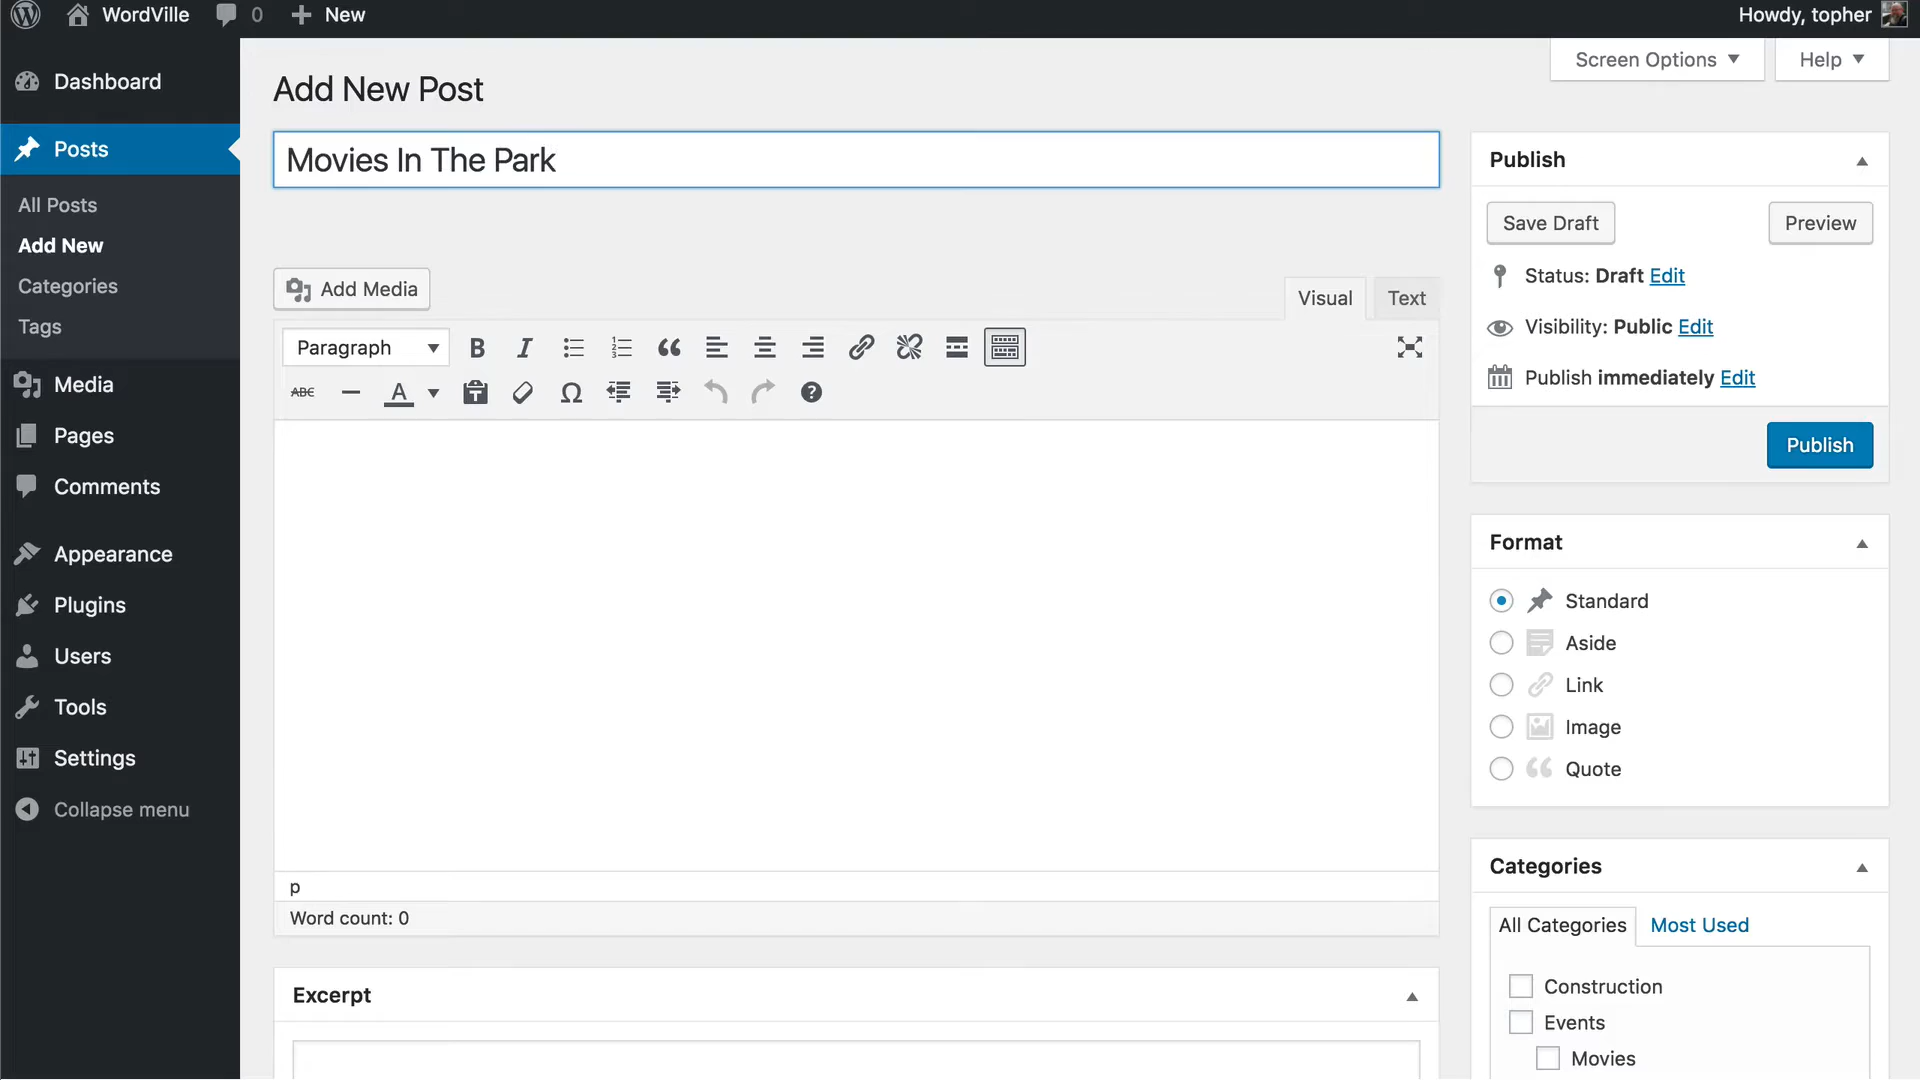 WordVille 0 New Howdy, topher
Screen Options Help
Dashboard
Posts
All Posts
Add New
Categories
Tags
Media
Pages
Comments
Appearance
Plugins
Users
Tools
Settings
Collapse menu
Add New Post
Movies In The Park
Add Media
Visual Text
Paragraph B I
ABC A
p
Word count: 0
Excerpt
Publish
Save Draft Preview
Status: Draft Edit
Visibility: Public Edit
Publish immediately Edit
Publish
Format
Standard
Aside
Link
Image
Quote
Categories
All Categories Most Used
Construction
Events
Movies